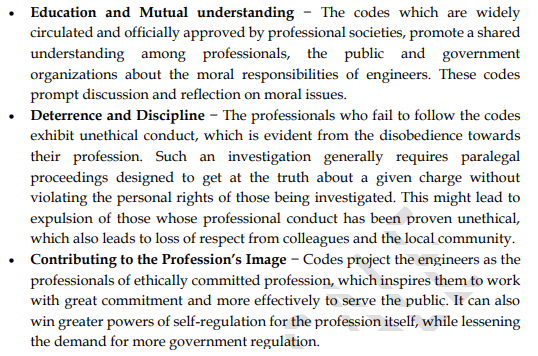 • Education and Mutual understanding − The codes which are widely
circulated and officially approved by professional societies, promote a shared
understanding among professionals, the public and government
organizations about the moral responsibilities of engineers. These codes
prompt discussion and reflection on moral issues.
• Deterrence and Discipline − The professionals who fail to follow the codes
exhibit unethical conduct, which is evident from the disobedience towards
their profession. Such an investigation generally requires paralegal
proceedings designed to get at the truth about a given charge without
violating the personal rights of those being investigated. This might lead to
expulsion of those whose professional conduct has been proven unethical,
which also leads to loss of respect from colleagues and the local community.
• Contributing to the Profession’s Image − Codes project the engineers as the
professionals of ethically committed profession, which inspires them to work
with great commitment and more effectively to serve the public. It can also
win greater powers of self-regulation for the profession itself, while lessening
the demand for more government regulation.